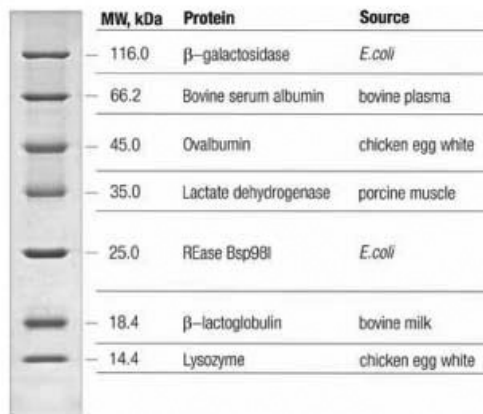 MW, kDa Protein Source
116.0 β–galactosidase E.coli
66.2 Bovine serum albumin bovine plasma
45.0 Ovalbumin chicken egg white
35.0 Lactate dehydrogenase porcine muscle
25.0 REase Bsp98I E.coli
18.4 β–lactoglobulin bovine milk
14.4 Lysozyme chicken egg white